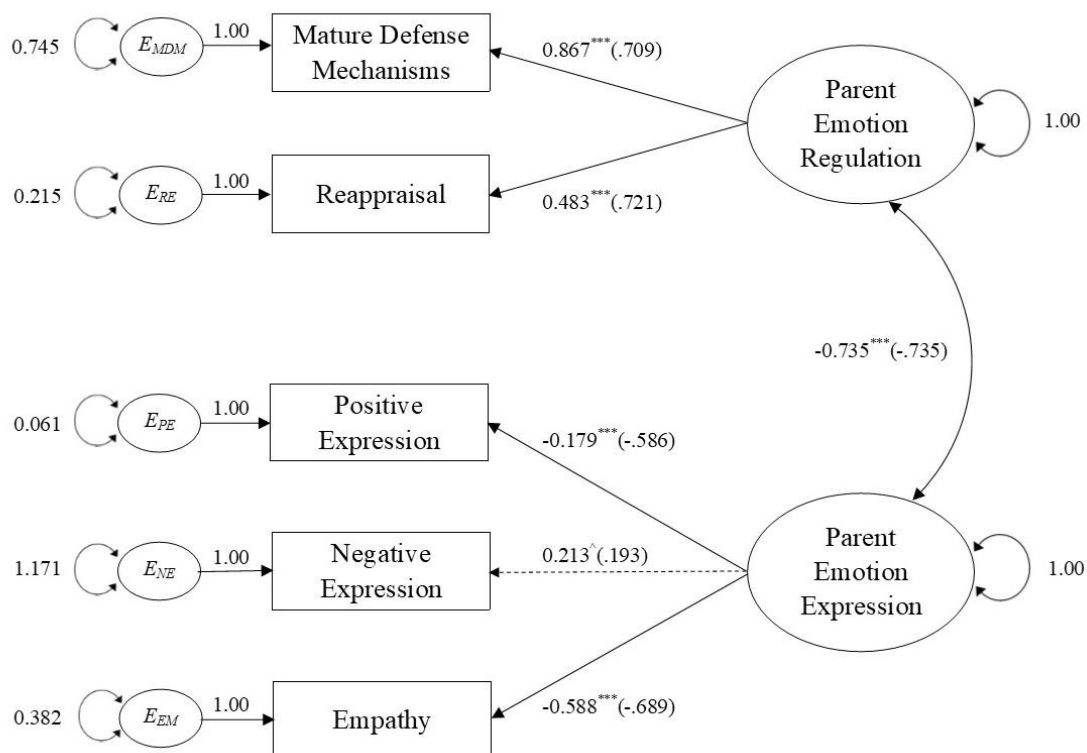 0.745
E_MDM
1.00
Mature Defense
Mechanisms
0.867***(.709)
Parent
Emotion
Regulation
1.00
0.215
E_RE
1.00
Reappraisal
0.483***(.721)
-0.735***(-.735)
0.061
E_PE
1.00
Positive
Expression
-0.179***(-.586)
1.171
E_NE
1.00
Negative
Expression
0.213^(.193)
Parent
Emotion
Expression
1.00
0.382
E_EM
1.00
Empathy
-0.588***(-.689)